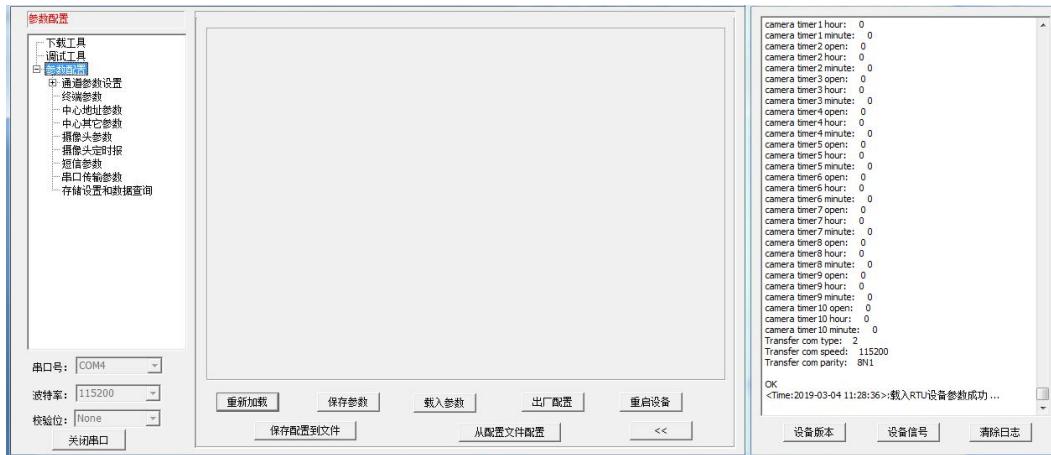 参数配置
下载工具
调试工具
参数配置
通道参数设置
终端参数
中心地址参数
中心其它参数
摄像头参数
摄像头定时报
短信参数
串口传输参数
存储设置和数据查询
串口号: COM4
波特率: 115200
校验位: None
关闭串口
重新加载 保存参数 载入参数 出厂配置 重启设备
保存配置到文件 从配置文件配置 <<
camera timer1 hour: 0
camera timer1 minute: 0
camera timer2 open: 0
camera timer2 hour: 0
camera timer2 minute: 0
camera timer3 open: 0
camera timer3 hour: 0
camera timer3 minute: 0
camera timer4 open: 0
camera timer4 hour: 0
camera timer4 minute: 0
camera timer5 open: 0
camera timer5 hour: 0
camera timer5 minute: 0
camera timer6 open: 0
camera timer6 hour: 0
camera timer6 minute: 0
camera timer7 open: 0
camera timer7 hour: 0
camera timer7 minute: 0
camera timer8 open: 0
camera timer8 hour: 0
camera timer8 minute: 0
camera timer9 open: 0
camera timer9 hour: 0
camera timer9 minute: 0
camera timer10 open: 0
camera timer10 hour: 0
camera timer10 minute: 0
Transfer com type: 2
Transfer com speed: 115200
Transfer com parity: 8N1
OK
<Time:2019-03-04 11:28:36>:载入RTU设备参数成功 ...
设备版本 设备信号 清除日志